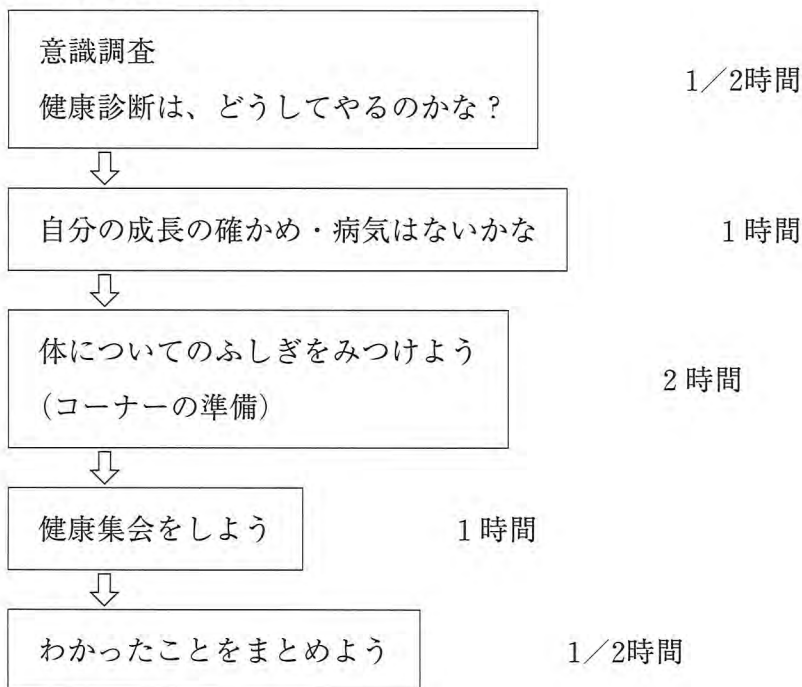 意識調査
健康診断は、どうしてやるのかな?
1/2時間
自分の成長の確かめ・病気はないかな
1時間
体についてのふしぎをみつけよう
(コーナーの準備)
2時間
健康集会をしよう
1時間
わかったことをまとめよう
1/2時間